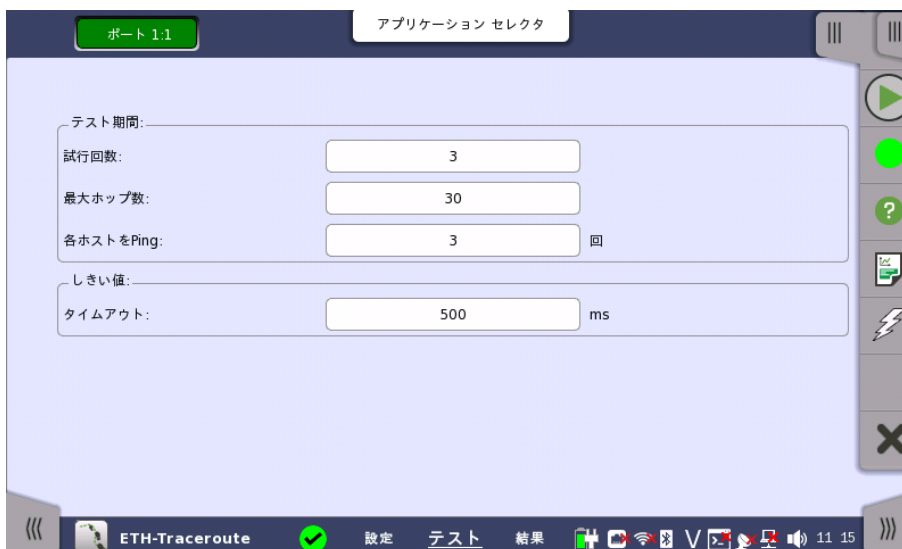 ポート 1:1
アプリケーション セレクタ
テスト期間:
試行回数: 3
最大ホップ数: 30
各ホストをPing: 3 回
しきい値:
タイムアウト: 500 ms
ETH-Traceroute 設定 テスト 結果 11 15